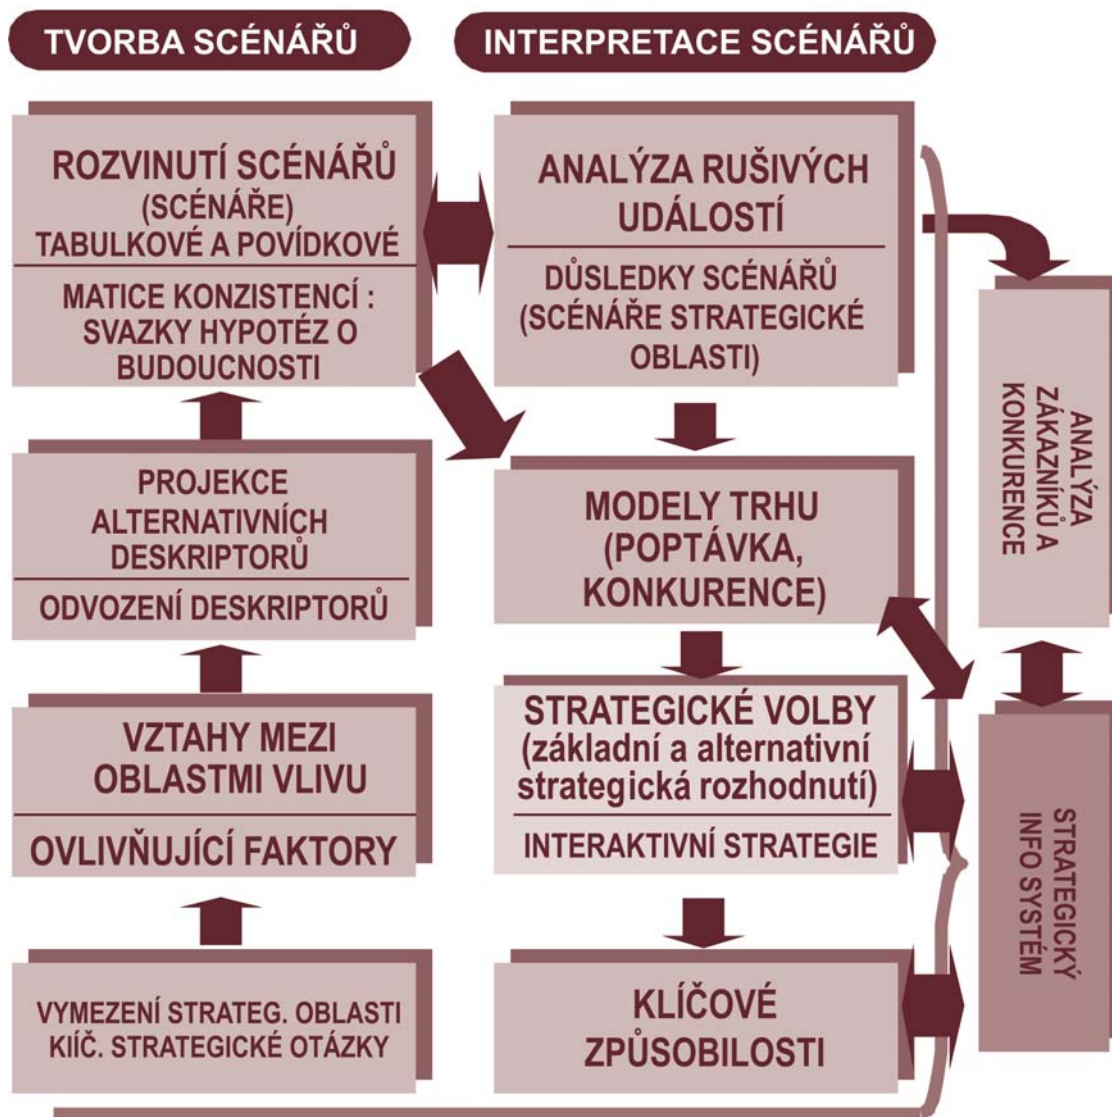 TVORBA SCÉNÁŘŮ
ROZVINUTÍ SCÉNÁŘŮ
(SCÉNÁŘE)
TABULKOVÉ A POVÍDKOVÉ
MATICE KONZISTENCÍ :
SVAZKY HYPOTÉZ O
BUDOUCNOSTI
PROJEKCE
ALTERNATIVNÍCH
DESKRIPTORŮ
ODVOZENÍ DESKRIPTORŮ
VZTAHY MEZI
OBLASTMI VLIVU
OVLIVŇUJÍCÍ FAKTORY
VYMEZENÍ STRATEG. OBLASTI
KIÍČ. STRATEGICKÉ OTÁZKY
INTERPRETACE SCÉNÁŘŮ
ANALÝZA RUŠIVÝCH
UDÁLOSTÍ
DŮSLEDKY SCÉNÁŘŮ
(SCÉNÁŘE STRATEGICKÉ
OBLASTI)
MODELY TRHU
(POPTÁVKA,
KONKURENCE)
STRATEGICKÉ VOLBY
(základní a alternativní
strategická rozhodnutí)
INTERAKTIVNÍ STRATEGIE
KLÍČOVÉ
ZPŮSOBILOSTI
ANALÝZA
ZÁKAZNÍKŮ A
KONKURENCE
STRATEGICKÝ
INFO SYSTÉM